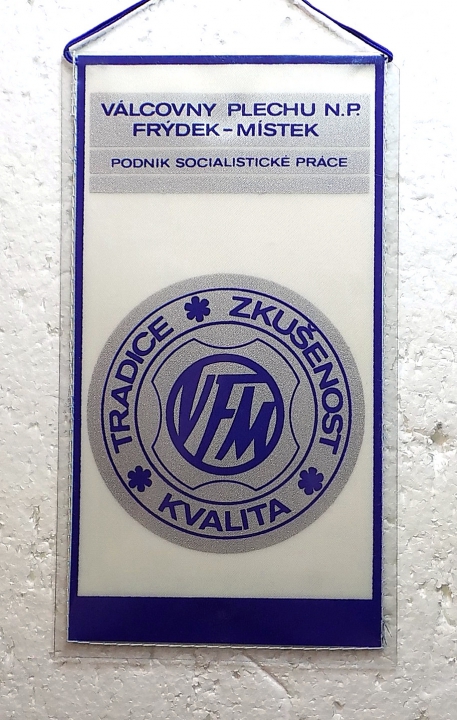 VÁLCOVNY PLECHU N.P.
FRÝDEK-MÍSTEK
PODNIK SOCIALISTICKÉ PRÁCE
TRADICE ZKUŠENOST
KVALITA
VFM